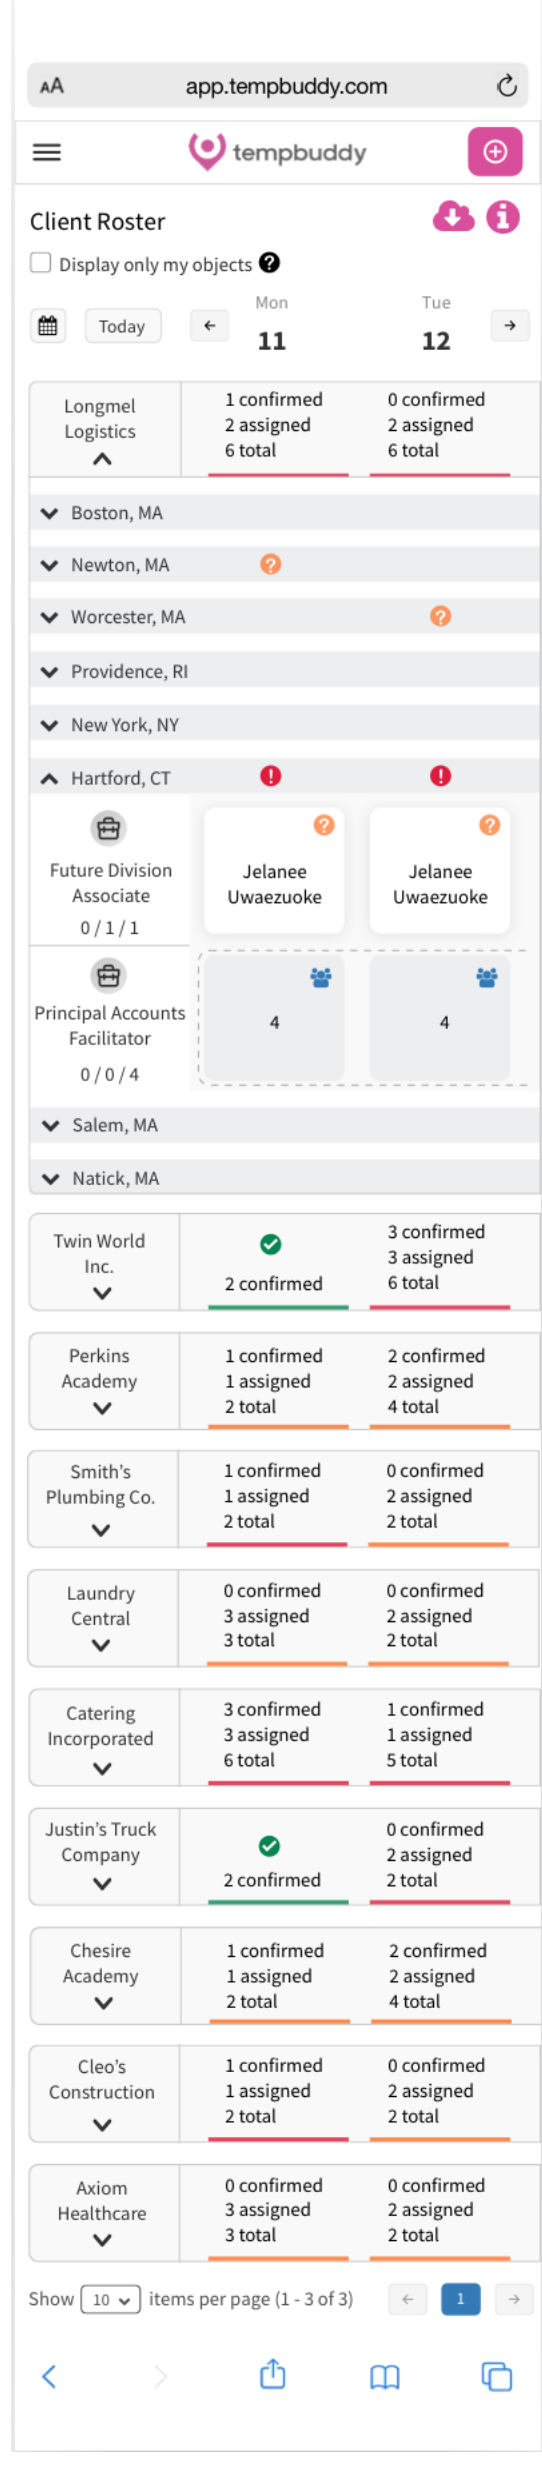 AA app.tempbuddy.com
tempbuddy
Client Roster
Display only my objects
Today
Mon
11
Tue
12
Longmel
Logistics
1 confirmed
2 assigned
6 total
0 confirmed
2 assigned
6 total
Boston, MA
Newton, MA
Worcester, MA
Providence, RI
New York, NY
Hartford, CT
Future Division
Associate
0 / 1 / 1
Jelanee
Uwaezuoke
Jelanee
Uwaezuoke
Principal Accounts
Facilitator
0 / 0 / 4
4
4
Salem, MA
Natick, MA
Twin World
Inc.
2 confirmed
3 confirmed
3 assigned
6 total
Perkins
Academy
1 confirmed
1 assigned
2 total
2 confirmed
2 assigned
4 total
Smith's
Plumbing Co.
1 confirmed
1 assigned
2 total
0 confirmed
2 assigned
2 total
Laundry
Central
0 confirmed
3 assigned
3 total
0 confirmed
2 assigned
2 total
Catering
Incorporated
3 confirmed
3 assigned
6 total
1 confirmed
1 assigned
5 total
Justin's Truck
Company
2 confirmed
0 confirmed
2 assigned
2 total
Chesire
Academy
1 confirmed
1 assigned
2 total
2 confirmed
2 assigned
4 total
Cleo's
Construction
1 confirmed
1 assigned
2 total
0 confirmed
2 assigned
2 total
Axiom
Healthcare
0 confirmed
3 assigned
3 total
0 confirmed
2 assigned
2 total
Show 10 items per page (1 - 3 of 3) 1